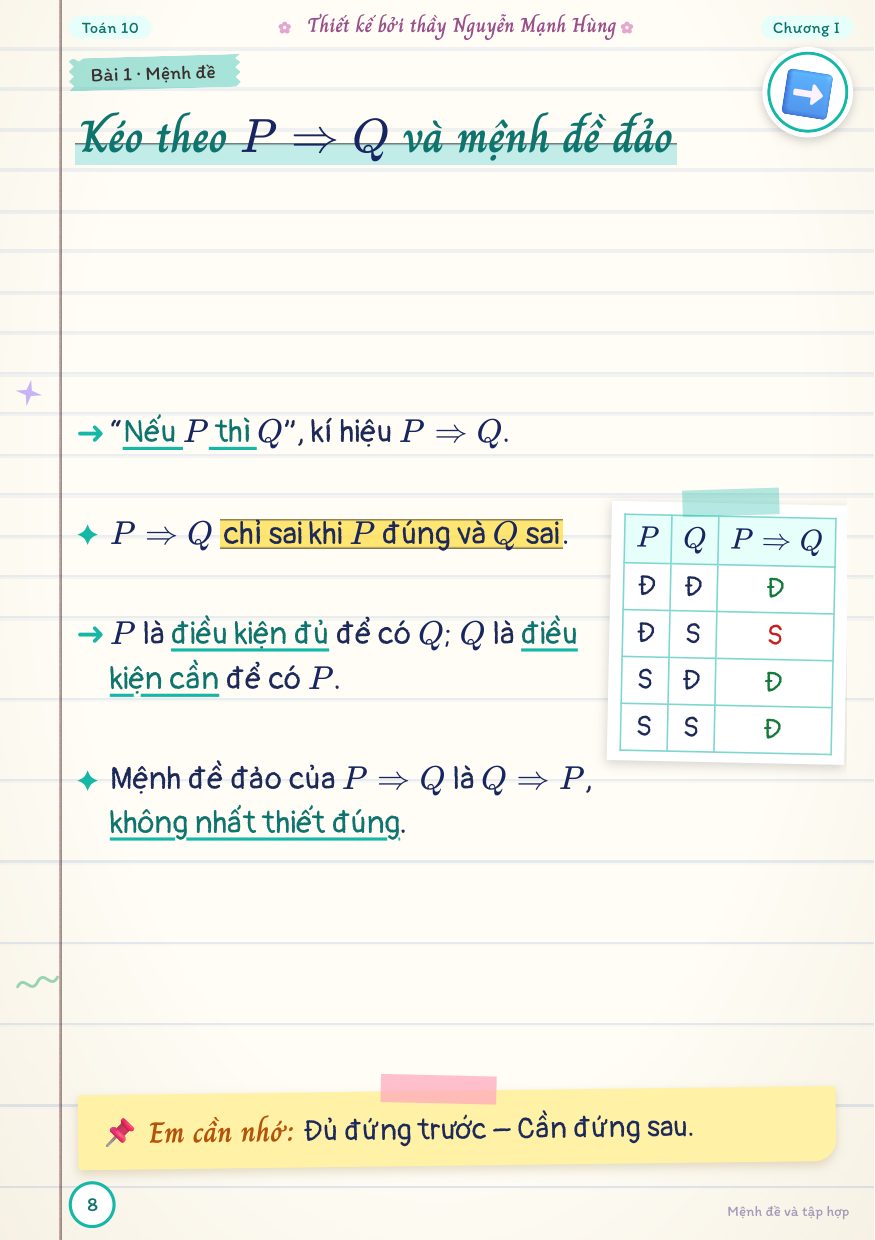 Toán 10
Thiết kế bởi thầy Nguyễn Mạnh Hùng
Chương I
Bài 1 · Mệnh đề
Kéo theo P ⇒ Q và mệnh đề đảo
→ “Nếu P thì Q”, kí hiệu P ⇒ Q.
✦ P ⇒ Q chỉ sai khi P đúng và Q sai.
→ P là điều kiện đủ để có Q; Q là điều
kiện cần để có P.
✦ Mệnh đề đảo của P ⇒ Q là Q ⇒ P,
không nhất thiết đúng.
P Q P ⇒ Q
Đ Đ Đ
Đ S S
S Đ Đ
S S Đ
Em cần nhớ: Đủ đứng trước – Cần đứng sau.
8
Mệnh đề và tập hợp